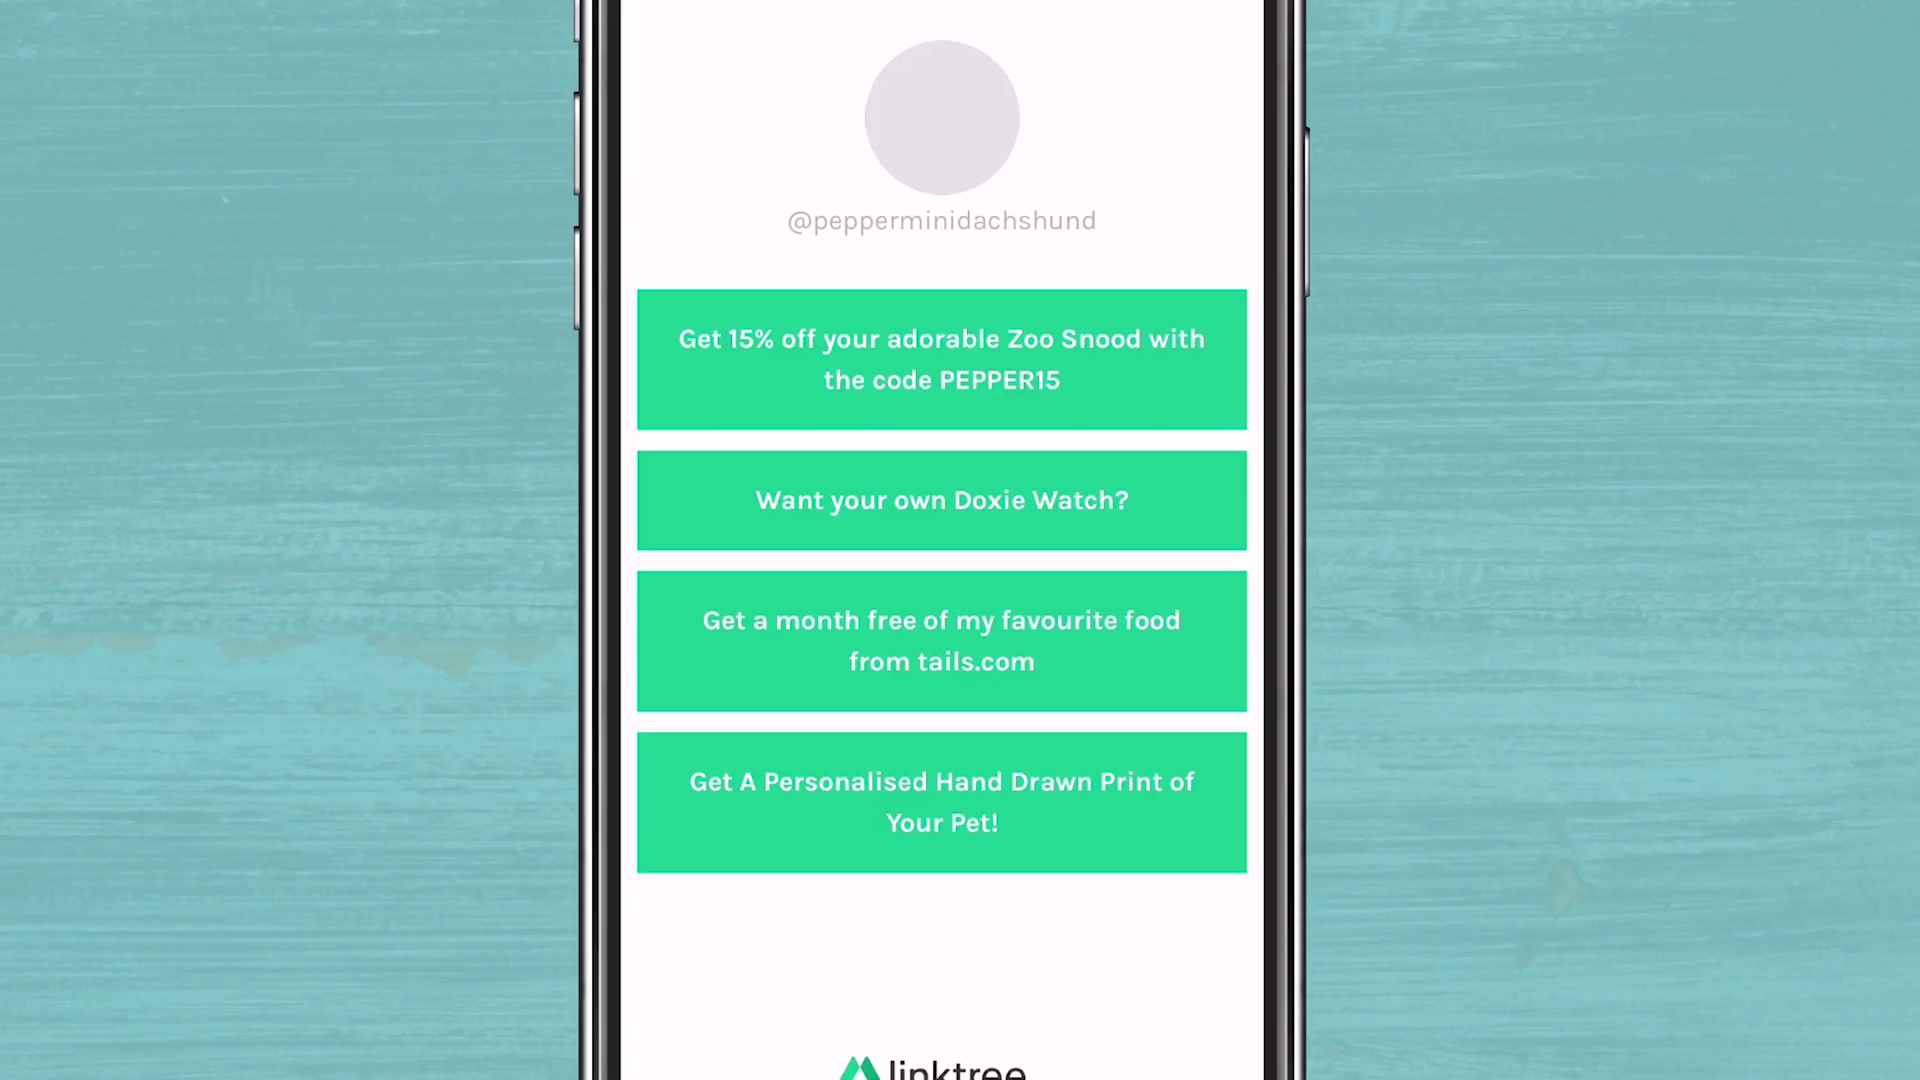 @pepperminidachshund
Get 15% off your adorable Zoo Snood with
the code PEPPER15
Want your own Doxie Watch?
Get a month free of my favourite food
from tails.com
Get A Personalised Hand Drawn Print of
Your Pet!
linktree